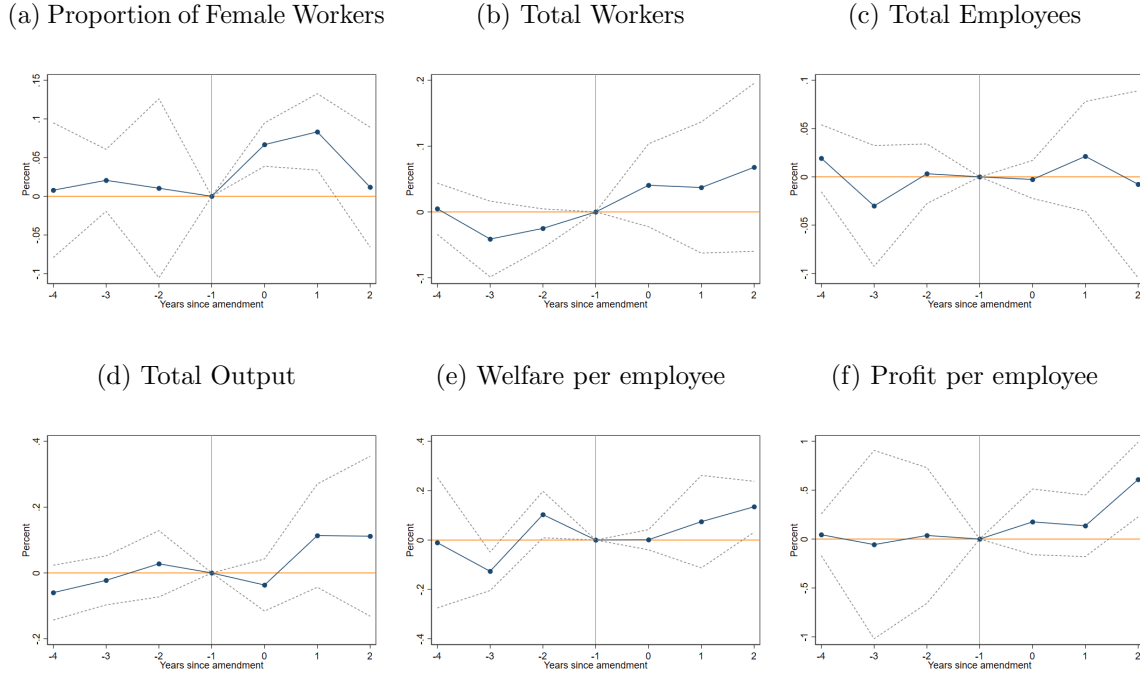 (a) Proportion of Female Workers
(b) Total Workers
(c) Total Employees
Percent
.15
.1
.05
0
-.05
-.1
-4 -3 -2 -1 0 1 2
Years since amendment
Percent
.2
.1
0
-.1
-4 -3 -2 -1 0 1 2
Years since amendment
Percent
.1
.05
0
-.05
-.1
-4 -3 -2 -1 0 1 2
Years since amendment
(d) Total Output
(e) Welfare per employee
(f) Profit per employee
Percent
.4
.2
0
-.2
-4 -3 -2 -1 0 1 2
Years since amendment
Percent
.4
.2
0
-.2
-.4
-4 -3 -2 -1 0 1 2
Years since amendment
Percent
1
.5
0
-.5
-1
-4 -3 -2 -1 0 1 2
Years since amendment